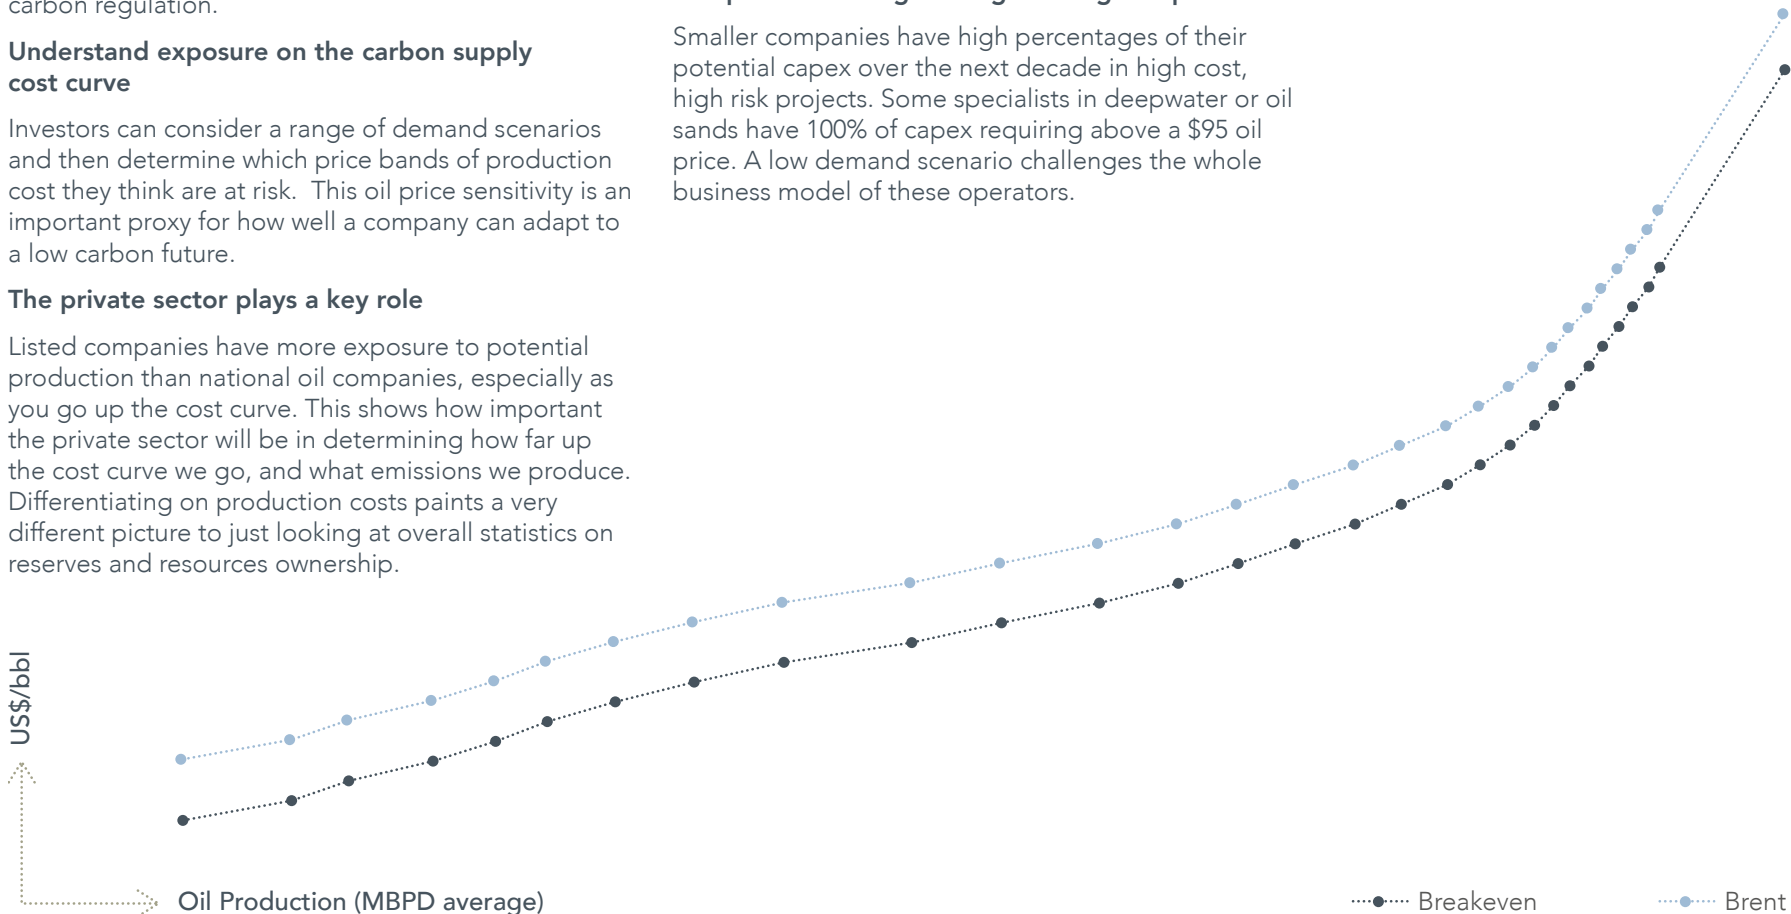 carbon regulation.
Understand exposure on the carbon supply
cost curve
Investors can consider a range of demand scenarios
and then determine which price bands of production
cost they think are at risk.  This oil price sensitivity is an
important proxy for how well a company can adapt to
a low carbon future.
The private sector plays a key role
Listed companies have more exposure to potential
production than national oil companies, especially as
you go up the cost curve. This shows how important
the private sector will be in determining how far up
the cost curve we go, and what emissions we produce.
Differentiating on production costs paints a very
different picture to just looking at overall statistics on
reserves and resources ownership.
Smaller companies have high percentages of their
potential capex over the next decade in high cost,
high risk projects. Some specialists in deepwater or oil
sands have 100% of capex requiring above a $95 oil
price. A low demand scenario challenges the whole
business model of these operators.
US$/bbl
Oil Production (MBPD average)
Breakeven
Brent